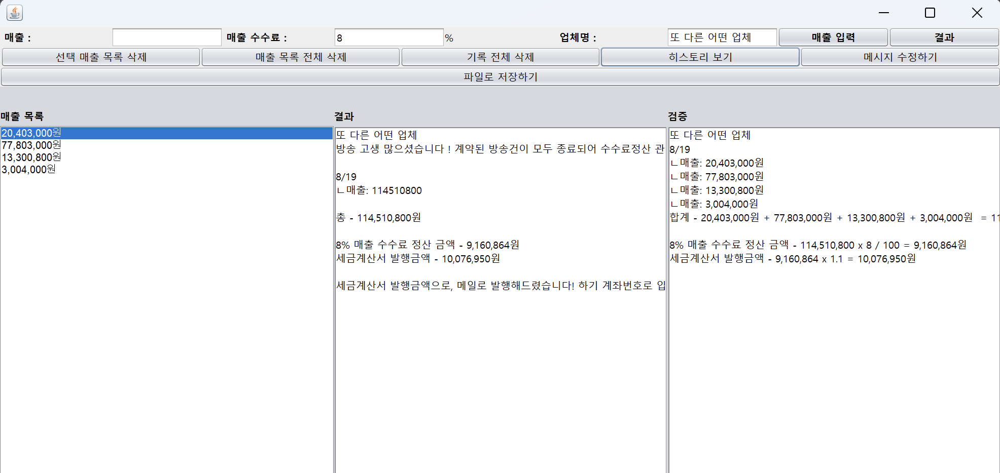 매출 :
매출 수수료 :
8
%
업체명 :
또 다른 어떤 업체
매출 입력
결과
선택 매출 목록 삭제
매출 목록 전체 삭제
기록 전체 삭제
히스토리 보기
메시지 수정하기
파일로 저장하기
매출 목록
20,403,000원
77,803,000원
13,300,800원
3,004,000원
결과
또 다른 어떤 업체
방송 고생 많으셨습니다 ! 계약된 방송건이 모두 종료되어 수수료정산 관
8/19
ㄴ매출: 114510800
총 - 114,510,800원
8% 매출 수수료 정산 금액 - 9,160,864원
세금계산서 발행금액 - 10,076,950원
세금계산서 발행금액으로, 메일로 발행해드렸습니다! 하기 계좌번호로 입
검증
또 다른 어떤 업체
8/19
ㄴ매출: 20,403,000원
ㄴ매출: 77,803,000원
ㄴ매출: 13,300,800원
ㄴ매출: 3,004,000원
합계 - 20,403,000원 + 77,803,000원 + 13,300,800원 + 3,004,000원  = 11
8% 매출 수수료 정산 금액 - 114,510,800 x 8 / 100 = 9,160,864원
세금계산서 발행금액 - 9,160,864 x 1.1 = 10,076,950원